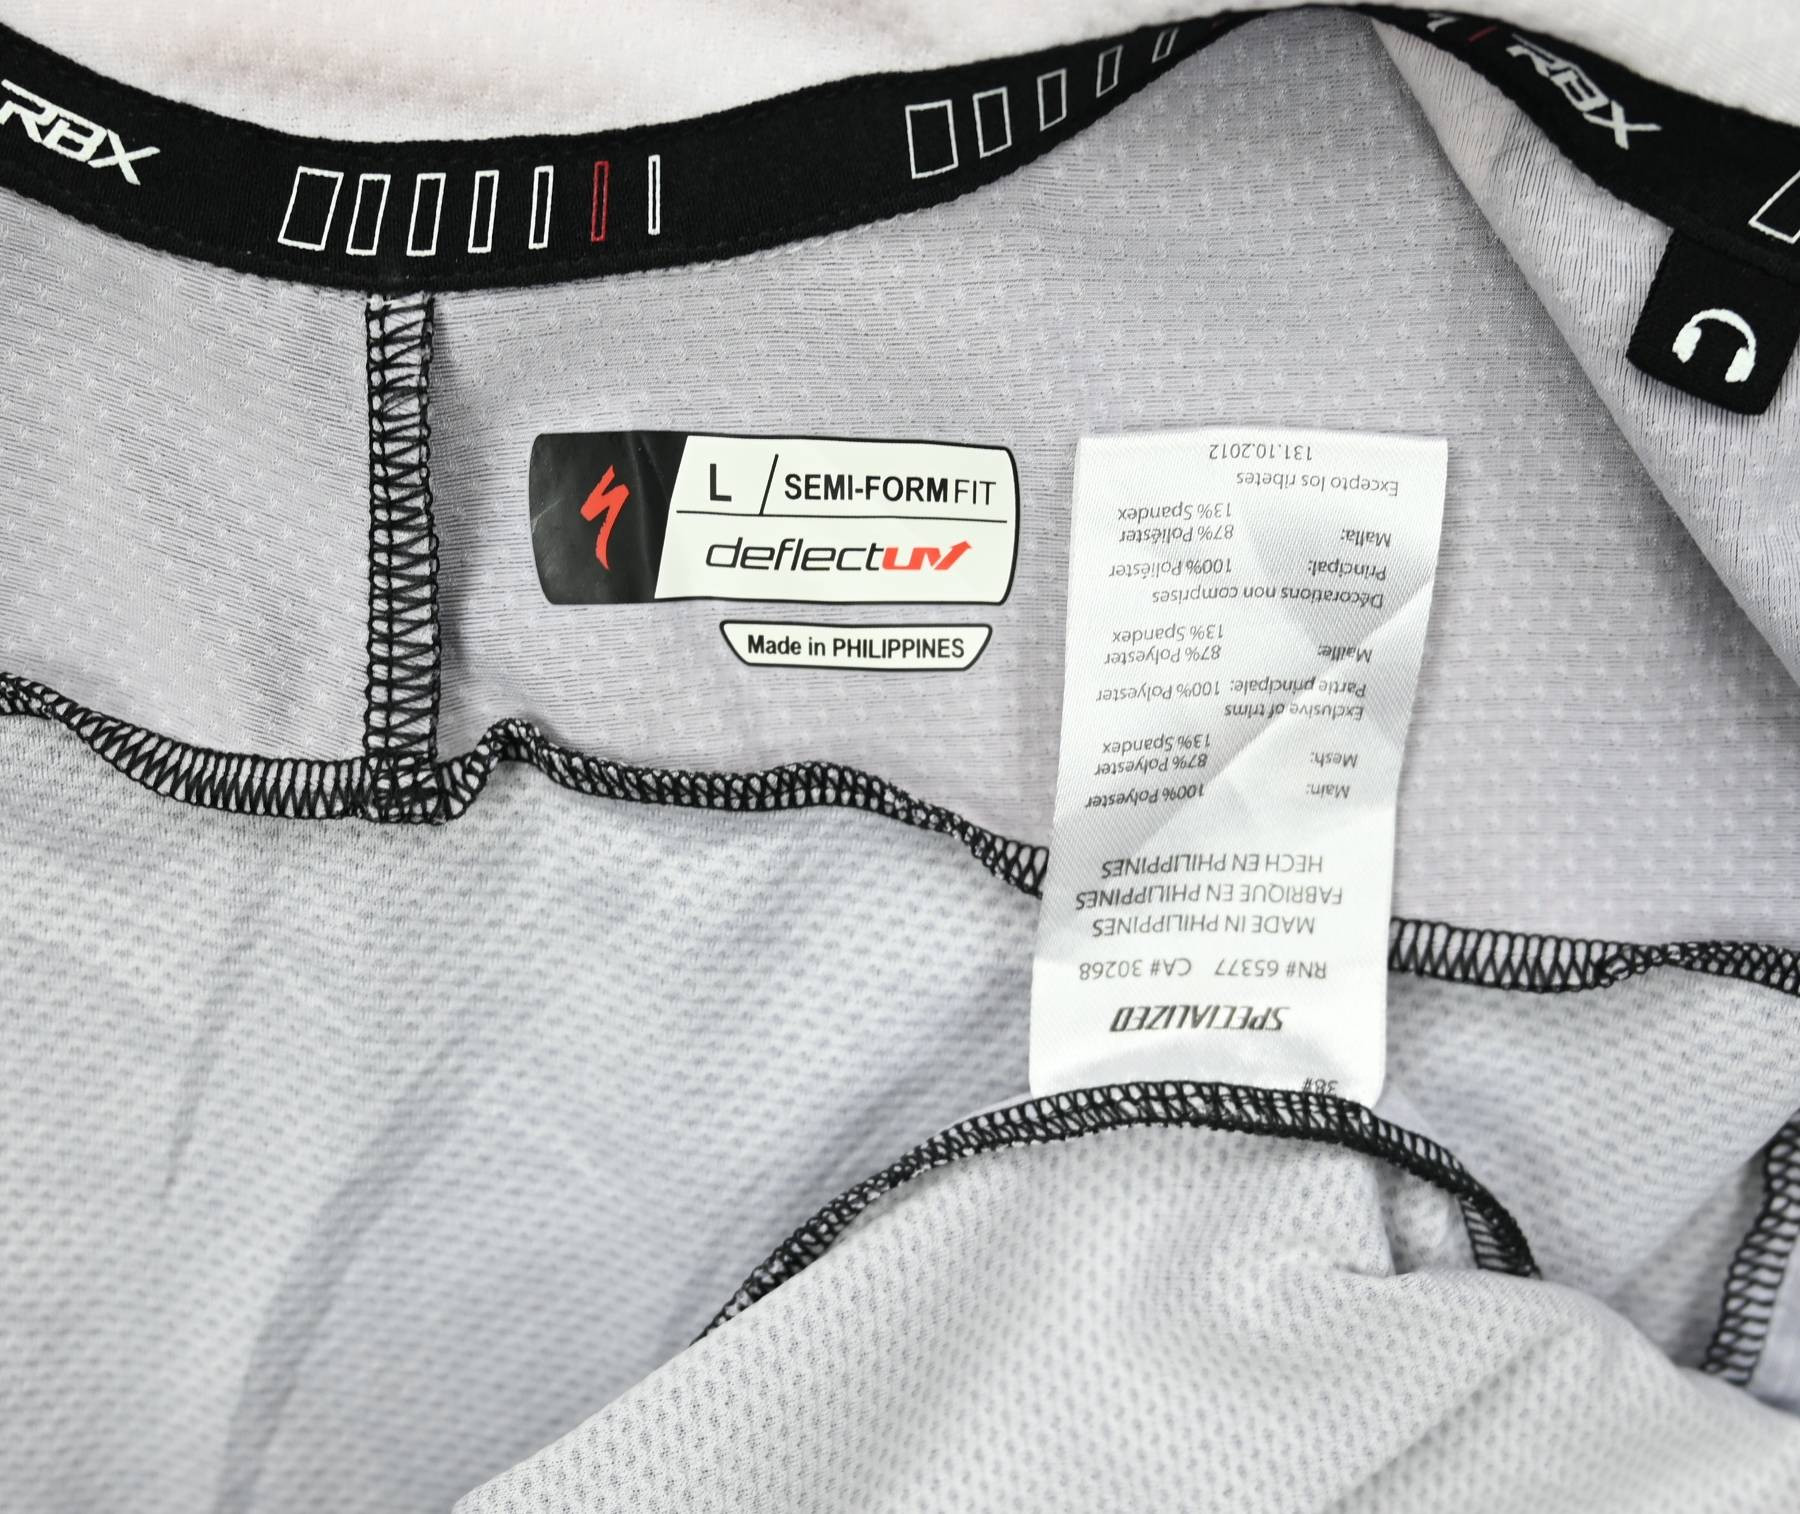 RBX
RBX
L / SEMI-FORM FIT
deflect UV
Made in PHILIPPINES
38#
SPECIALIZED
RN# 65377 CA# 30268
MADE IN PHILIPPINES
FABRIQUE EN PHILIPPINES
HECH EN PHILIPPINES
Main: 100% Polyester
Mesh: 87% Polyester
13% Spandex
Exclusive of trims
Partie principale: 100% Polyester
Maille: 87% Polyester
13% Spandex
Décorations non comprises
Principal: 100% Poliéster
Malla: 87% Poliéster
13% Spandex
Excepto los ribetes
131.10.2012